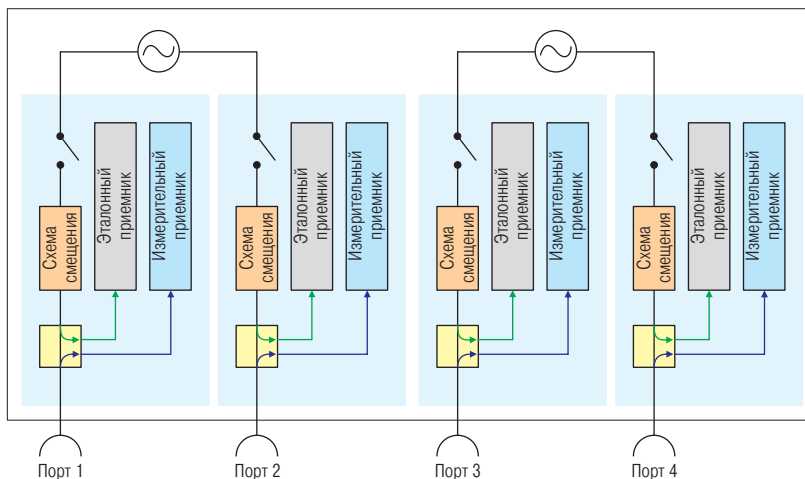 Схема
смещения
Эталонный
приемник
Измерительный
приемник
Схема
смещения
Эталонный
приемник
Измерительный
приемник
Схема
смещения
Эталонный
приемник
Измерительный
приемник
Схема
смещения
Эталонный
приемник
Измерительный
приемник
Порт 1
Порт 2
Порт 3
Порт 4